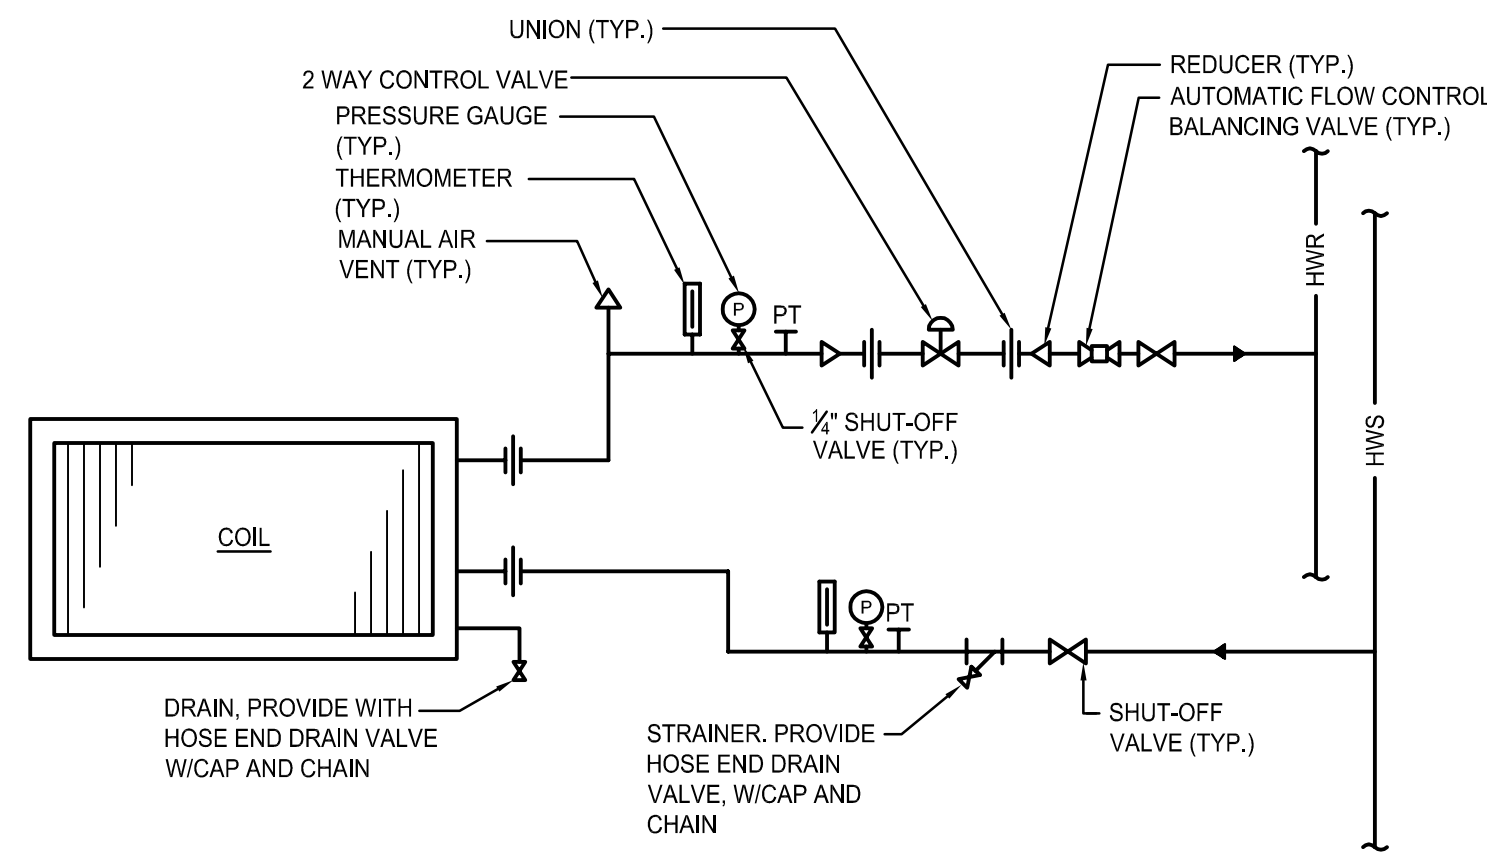 UNION (TYP.)
2 WAY CONTROL VALVE
PRESSURE GAUGE
(TYP.)
THERMOMETER
(TYP.)
MANUAL AIR
VENT (TYP.)
REDUCER (TYP.)
AUTOMATIC FLOW CONTROL
BALANCING VALVE (TYP.)
HWR
HWS
P
PT
1/4" SHUT-OFF
VALVE (TYP.)
COIL
P
PT
DRAIN, PROVIDE WITH
HOSE END DRAIN VALVE
W/CAP AND CHAIN
STRAINER. PROVIDE
HOSE END DRAIN
VALVE, W/CAP AND
CHAIN
SHUT-OFF
VALVE (TYP.)